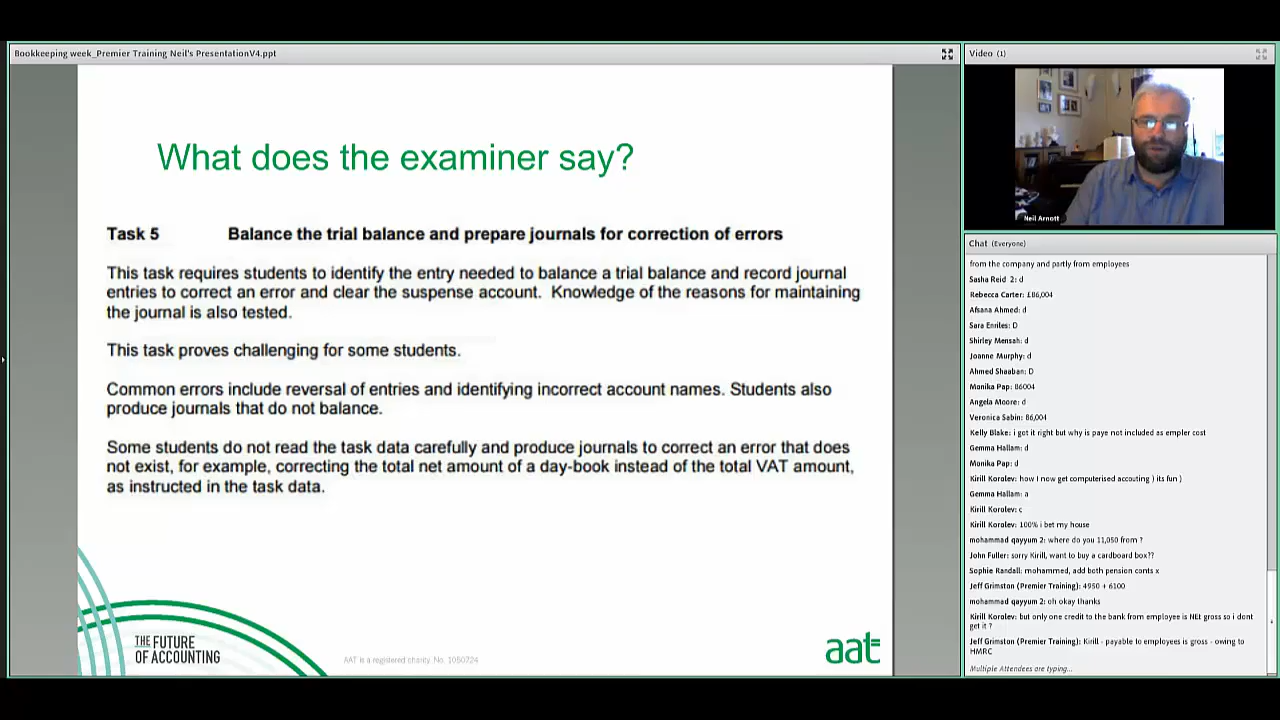 Bookkeeping week_Premier Training Neil's PresentationV4.ppt
What does the examiner say?
Task 5 Balance the trial balance and prepare journals for correction of errors
This task requires students to identify the entry needed to balance a trial balance and record journal
entries to correct an error and clear the suspense account. Knowledge of the reasons for maintaining
the journal is also tested.
This task proves challenging for some students.
Common errors include reversal of entries and identifying incorrect account names. Students also
produce journals that do not balance.
Some students do not read the task data carefully and produce journals to correct an error that does
not exist, for example, correcting the total net amount of a day-book instead of the total VAT amount,
as instructed in the task data.
THE FUTURE
OF ACCOUNTING
AAT is a registered charity. No. 1050724
aat
Video (1)
Neil Arnott
Chat (Everyone)
from the company and partly from employees
Sasha Reid 2: d
Rebecca Carter: £86,004
Afsana Ahmed: d
Sara Enriles: D
Shirley Mensah: d
Joanne Murphy: d
Ahmed Shaaban: D
Monika Pap: 86004
Angela Moore: d
Veronica Sabin: 86,004
Kelly Blake: i got it right but why is paye not included as empler cost
Gemma Hallam: d
Monika Pap: d
Kirill Korolev: how I now get computerised accouting ) its fun )
Gemma Hallam: a
Kirill Korolev: c
Kirill Korolev: 100% i bet my house
mohammad qayyum 2: where do you 11,050 from ?
John Fuller: sorry Kirill, want to buy a cardboard box??
Sophie Randall: mohammed, add both pension conts x
Jeff Grimston (Premier Training): 4950 + 6100
mohammad qayyum 2: oh okay thanks
Kirill Korolev: but only one credit to the bank from employee is NEt gross so i dont
get it ?
Jeff Grimston (Premier Training): Kirill - payable to employees is gross - owing to
HMRC
Multiple Attendees are typing...